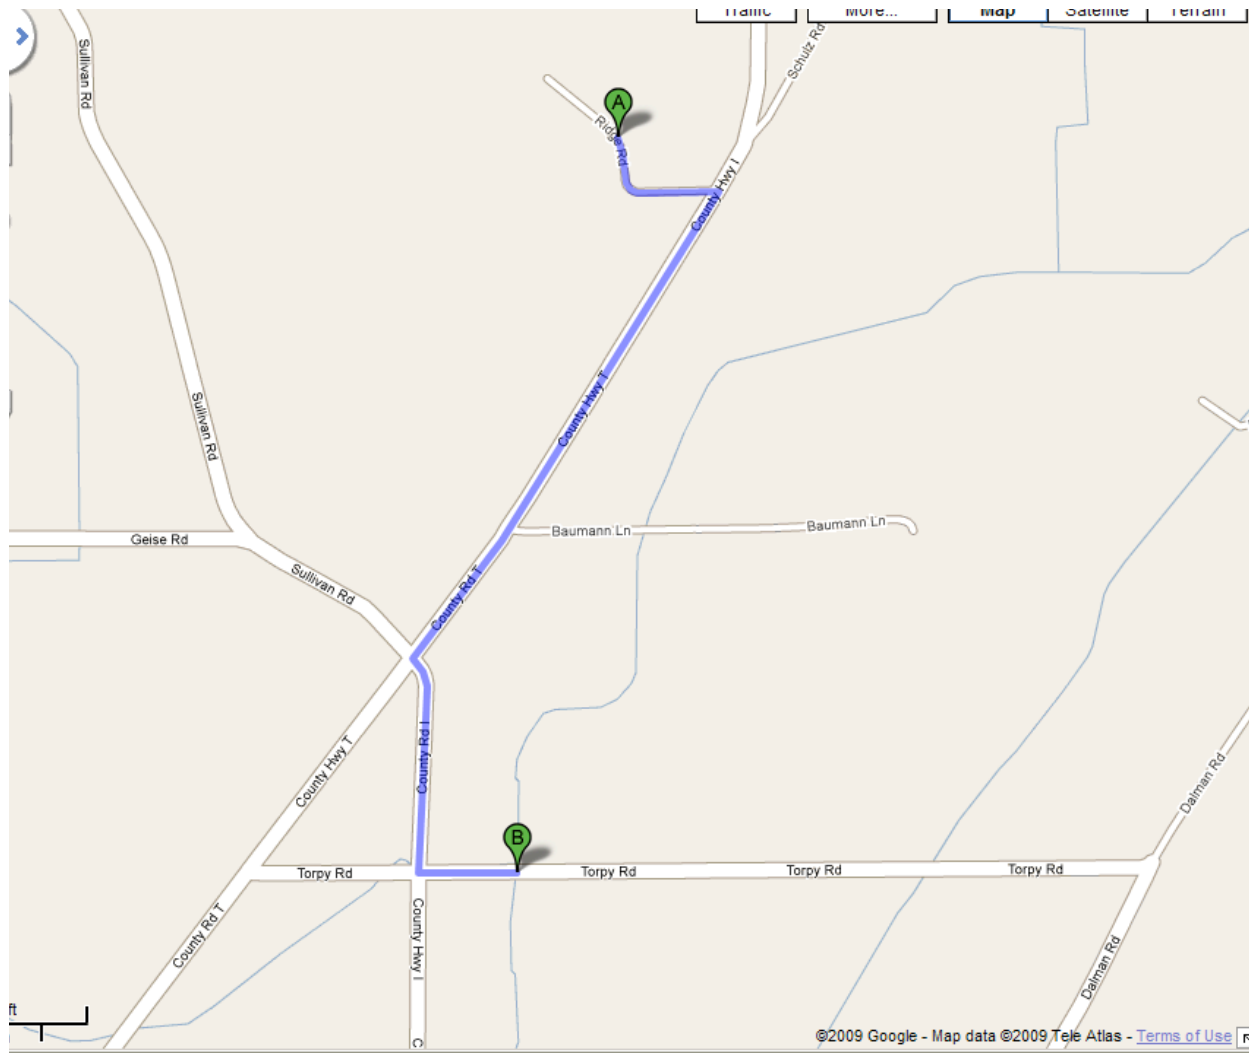 Traffic
More...
Map
Satellite
Terrain
Sullivan Rd
Schulz Rd
A
Ridge Rd
County Hwy I
County Hwy T
Sullivan Rd
Baumann Ln
Baumann Ln
Geise Rd
Sullivan Rd
County Rd T
County Rd I
County Hwy T
Dalman Rd
B
Torpy Rd
Torpy Rd
Torpy Rd
Torpy Rd
County Rd T
County Hwy I
Dalman Rd
ft
C
©2009 Google - Map data ©2009 Tele Atlas - Terms of Use